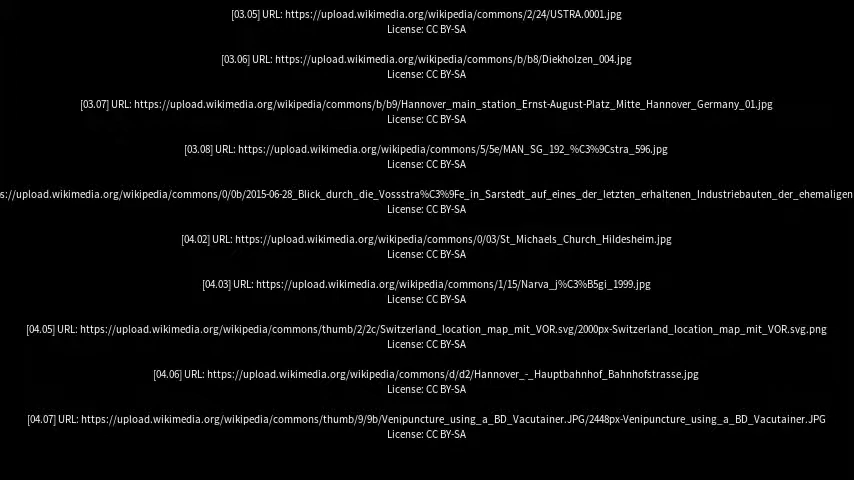 [03.05] URL: https://upload.wikimedia.org/wikipedia/commons/2/24/USTRA.0001.jpg
License: CC BY-SA
[03.06] URL: https://upload.wikimedia.org/wikipedia/commons/b/b8/Diekholzen_004.jpg
License: CC BY-SA
[03.07] URL: https://upload.wikimedia.org/wikipedia/commons/b/b9/Hannover_main_station_Ernst-August-Platz_Mitte_Hannover_Germany_01.jpg
License: CC BY-SA
[03.08] URL: https://upload.wikimedia.org/wikipedia/commons/5/5e/MAN_SG_192_%C3%9Cstra_596.jpg
License: CC BY-SA
s://upload.wikimedia.org/wikipedia/commons/0/0b/2015-06-28_Blick_durch_die_Vossstra%C3%9Fe_in_Sarstedt_auf_eines_der_letzten_erhaltenen_Industriebauten_der_ehemaligen
License: CC BY-SA
[04.02] URL: https://upload.wikimedia.org/wikipedia/commons/0/03/St_Michaels_Church_Hildesheim.jpg
License: CC BY-SA
[04.03] URL: https://upload.wikimedia.org/wikipedia/commons/1/15/Narva_j%C3%B5gi_1999.jpg
License: CC BY-SA
[04.05] URL: https://upload.wikimedia.org/wikipedia/commons/thumb/2/2c/Switzerland_location_map_mit_VOR.svg/2000px-Switzerland_location_map_mit_VOR.svg.png
License: CC BY-SA
[04.06] URL: https://upload.wikimedia.org/wikipedia/commons/d/d2/Hannover_-_Hauptbahnhof_Bahnhofstrasse.jpg
License: CC BY-SA
[04.07] URL: https://upload.wikimedia.org/wikipedia/commons/thumb/9/9b/Venipuncture_using_a_BD_Vacutainer.JPG/2448px-Venipuncture_using_a_BD_Vacutainer.JPG
License: CC BY-SA